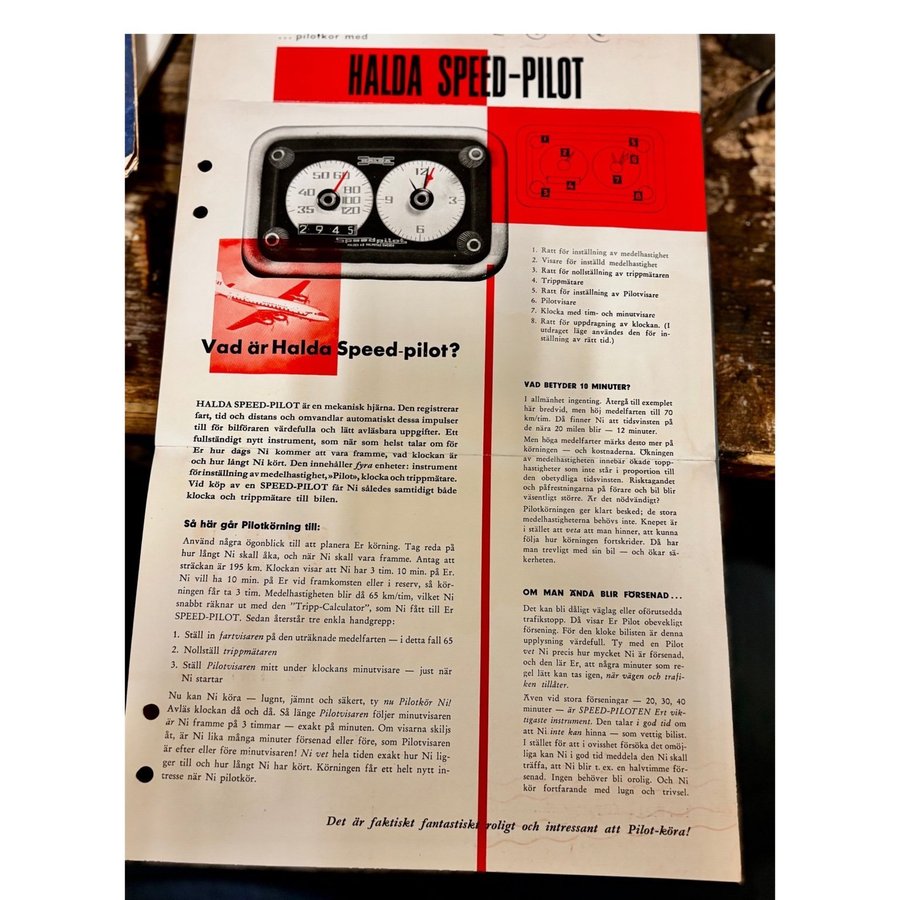 ... pilotkör med
HALDA SPEED-PILOT
HALDA
50 60
40 80
100
35 120
2945
12
9 3
6
Speedpilot
1
2
3
4
5
6
7
8
1. Ratt för inställning av medelhastighet
2. Visare för inställd medelhastighet
3. Ratt för nollställning av trippmätaren
4. Trippmätare
5. Ratt för inställning av Pilotvisare
6. Pilotvisare
7. Klocka med tim- och minutvisare
8. Ratt för uppdragning av klockan. (I
utdraget läge användes den för in-
ställning av rätt tid.)
Vad är Halda Speed-pilot?
HALDA SPEED-PILOT är en mekanisk hjärna. Den registrerar
fart, tid och distans och omvandlar automatiskt dessa impulser
till för bilföraren värdefulla och lätt avläsbara uppgifter. Ett
fullständigt nytt instrument, som när som helst talar om för
Er hur dags Ni kommer att vara framme, vad klockan är
och hur långt Ni kört. Den innehåller fyra enheter: instrument
för inställning av medelhastighet, »Pilot», klocka och trippmätare.
Vid köp av en SPEED-PILOT får Ni således samtidigt både
klocka och trippmätare till bilen.
Så här går Pilotkörning till:
Använd några ögonblick till att planera Er körning. Tag reda på
hur långt Ni skall åka, och när Ni skall vara framme. Antag att
sträckan är 195 km. Klockan visar att Ni har 3 tim. 10 min. på Er.
Ni vill ha 10 min. på Er vid framkomsten eller i reserv, så kör-
ningen får ta 3 tim. Medelhastigheten blir då 65 km/tim, vilket Ni
snabbt räknar ut med den "Tripp-Calculator", som Ni fått till Er
SPEED-PILOT. Sedan återstår tre enkla handgrepp:
1. Ställ in fartvisaren på den uträknade medelfarten — i detta fall 65
2. Nollställ trippmätaren
3. Ställ Pilotvisaren mitt under klockans minutvisare — just när
Ni startar
Nu kan Ni köra — lugnt, jämnt och säkert, ty nu Pilotkör Ni!
Avläs klockan då och då. Så länge Pilotvisaren följer minutvisaren
är Ni framme på 3 timmar — exakt på minuten. Om visarna skiljs
åt, är Ni lika många minuter försenad eller före, som Pilotvisaren
är efter eller före minutvisaren! Ni vet hela tiden exakt hur Ni lig-
ger till och hur långt Ni har kört. Körningen får ett helt nytt in-
tresse när Ni pilotkör.
VAD BETYDER 10 MINUTER?
I allmänhet ingenting. Återgå till exemplet
här bredvid, men höj medelfarten till 70
km/tim. Då finner Ni att tidsvinsten på
de nära 20 milen blir — 12 minuter.
Men höga medelfarter märks desto mer på
körningen — och kostnaderna. Ökningen
av medelhastigheten innebär ökade topp-
hastigheter som inte står i proportion till
den obetydliga tidsvinsten. Risktagandet
och påfrestningarna på förare och bil blir
väsentligt större. Är det nödvändigt?
Pilotkörningen ger klart besked; de stora
medelhastigheterna behövs inte. Knepet är
i stället att veta att man hinner, att kunna
följa hur körningen fortskrider. Då har
man trevligt med sin bil — och ökar sä-
kerheten.
OM MAN ÄNDA BLIR FÖRSENAD...
Det kan bli dåligt väglag eller oförutsedda
trafikstopp. Då visar Er Pilot obevekligt
försening. För den kloke bilisten är denna
upplysning värdefull. Ty med en Pilot
vet Ni precis hur mycket Ni är försenad,
och den lär Er, att några minuter som re-
gel lätt kan tas igen, när vägen och trafi-
ken tillåter.
Även vid stora förseningar — 20, 30, 40
minuter — är SPEED-PILOTEN Ert vik-
tigaste instrument. Den talar i god tid om
att Ni inte kan hinna — som vettig bilist.
I stället för att i ovisshet försöka det omöj-
liga kan Ni i god tid meddela den Ni skall
träffa, att Ni blir t. ex. en halvtimme för-
senad. Ingen behöver bli orolig. Och Ni
kör fortfarande med lugn och trivsel.
Det är faktiskt fantastiskt roligt och intressant att Pilot-köra!